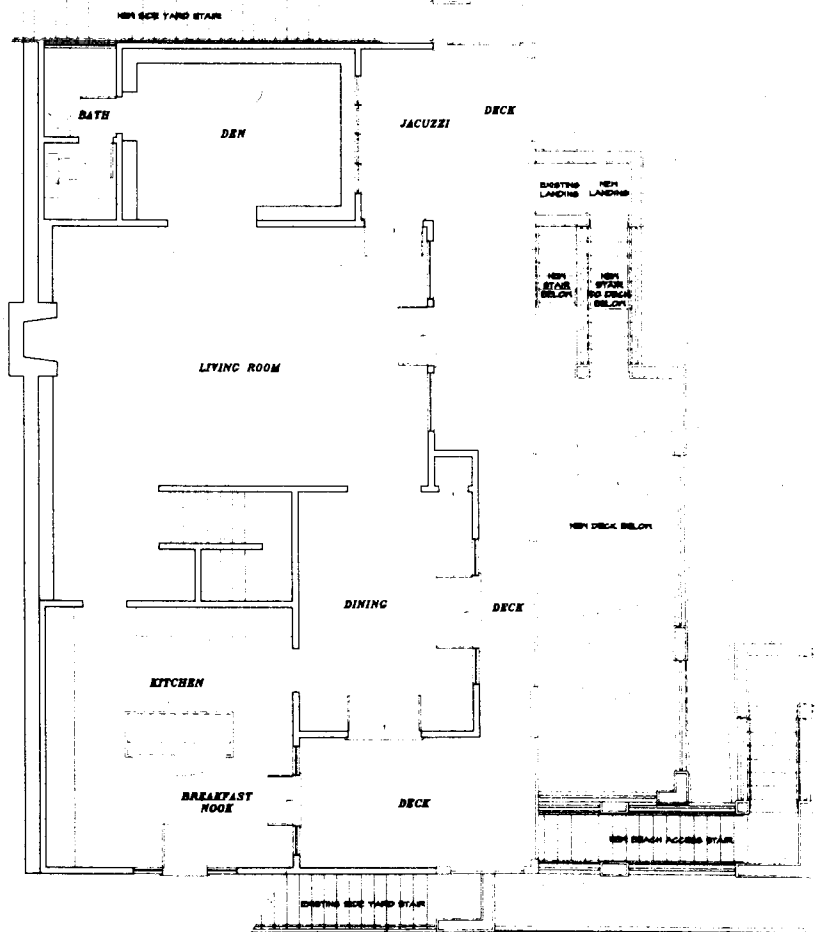 NEW SIDE YARD STAIR
BATH
DEN
JACUZZI
DECK
EXISTING
LANDING
NEW
LANDING
NEW
STAIR
BELOW
NEW
STAIR
TO DECK
BELOW
LIVING ROOM
NEW DECK BELOW
DINING
DECK
KITCHEN
BREAKFAST
NOOK
DECK
NEW BEACH ACCESS STAIR
EXISTING SIDE YARD STAIR